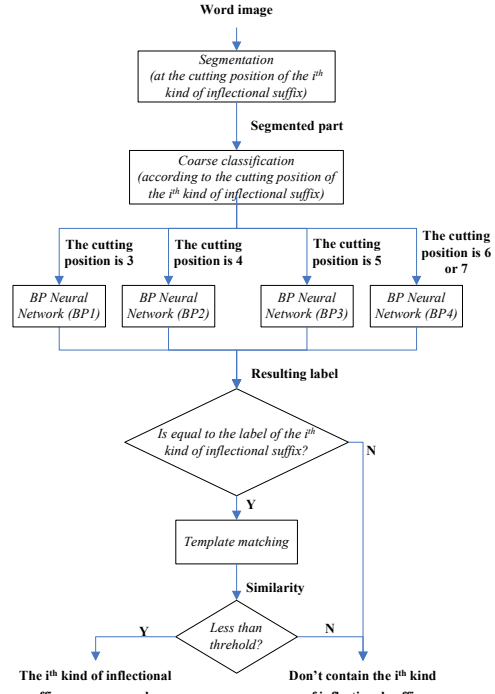 Word image
Segmentation
(at the cutting position of the ith
kind of inflectional suffix)
Segmented part
Coarse classification
(according to the cutting position of
the ith kind of inflectional suffix)
The cutting
position is 3
The cutting
position is 4
The cutting
position is 5
The cutting
position is 6
or 7
BP Neural
Network (BP1)
BP Neural
Network (BP2)
BP Neural
Network (BP3)
BP Neural
Network (BP4)
Resulting label
Is equal to the label of the ith
kind of inflectional suffix?
N
Y
Template matching
Similarity
Less than
threhold?
Y
N
The ith kind of inflectional
Don't contain the ith kind